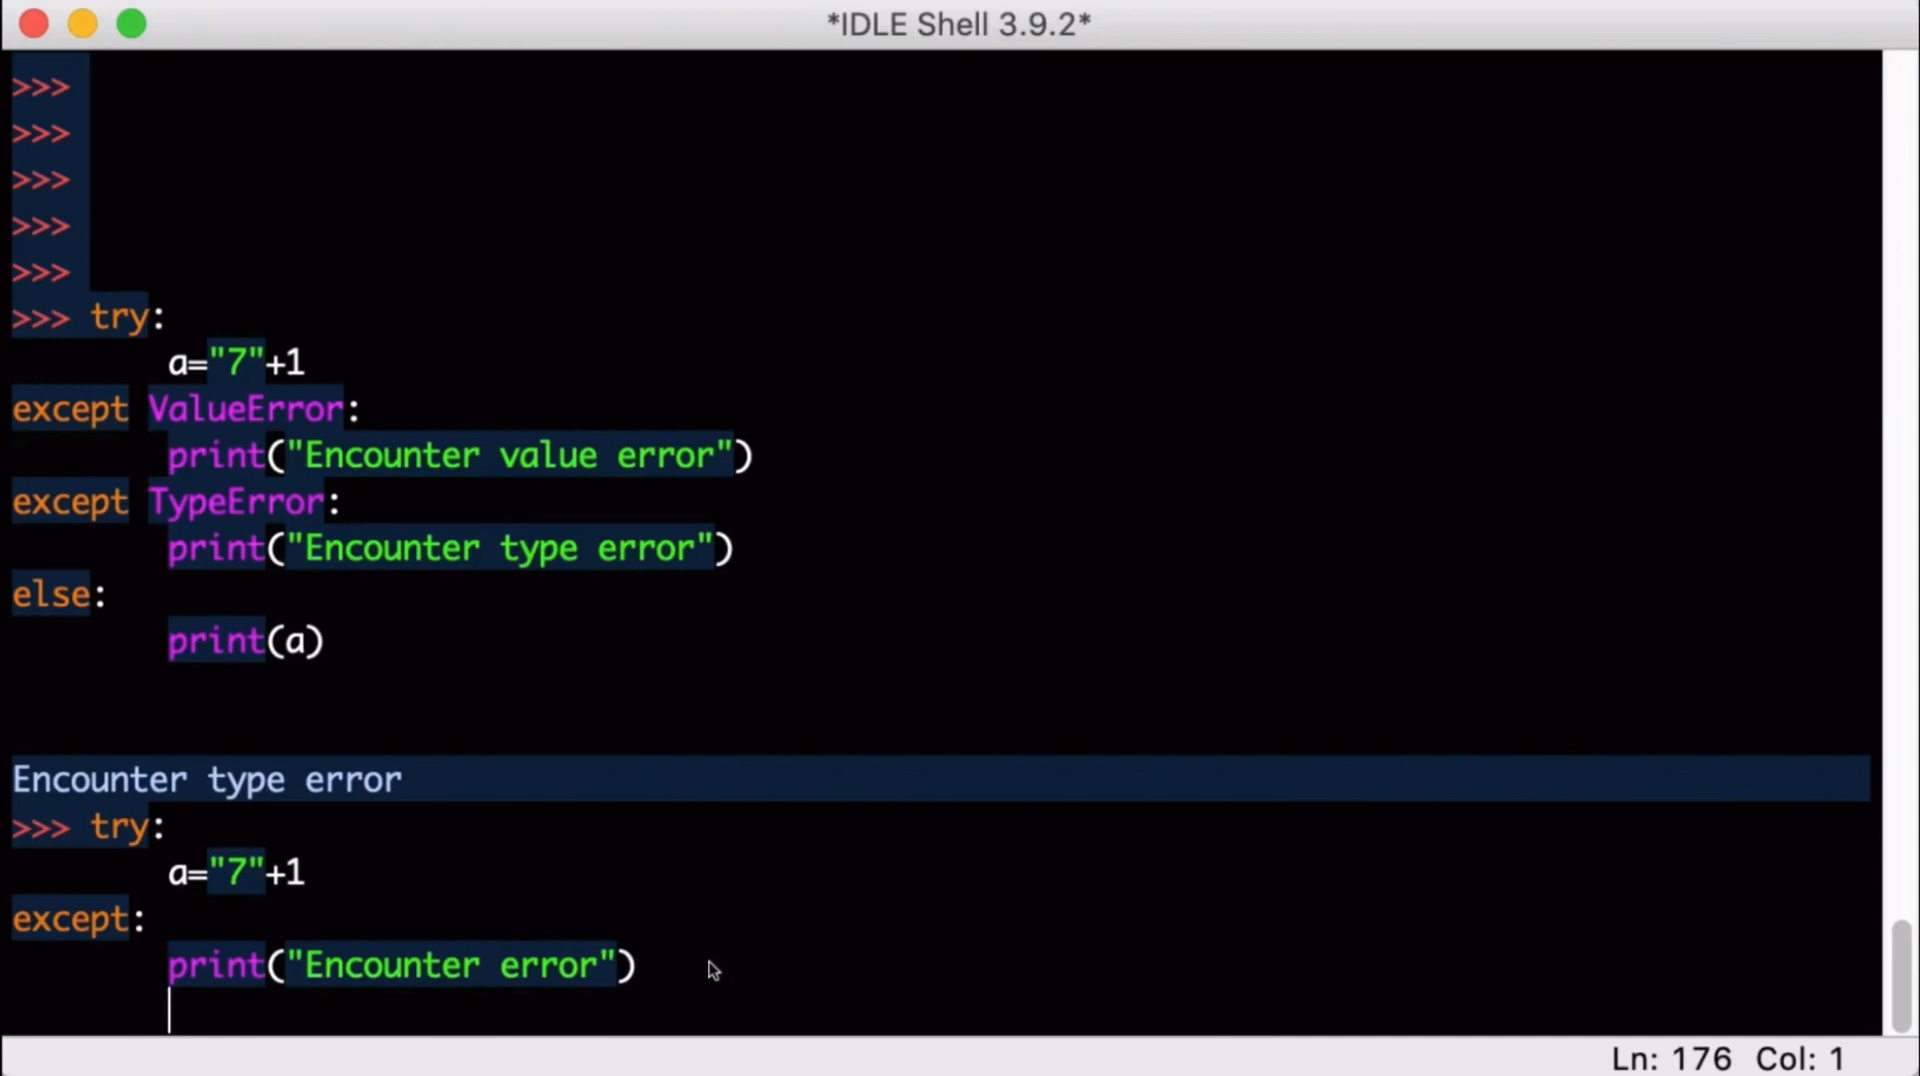 *IDLE Shell 3.9.2*
>>>
>>>
>>>
>>>
>>>
>>> try:
a="7"+1
except ValueError:
print("Encounter value error")
except TypeError:
print("Encounter type error")
else:
print(a)
Encounter type error
>>> try:
a="7"+1
except:
print("Encounter error")
Ln: 176 Col: 1